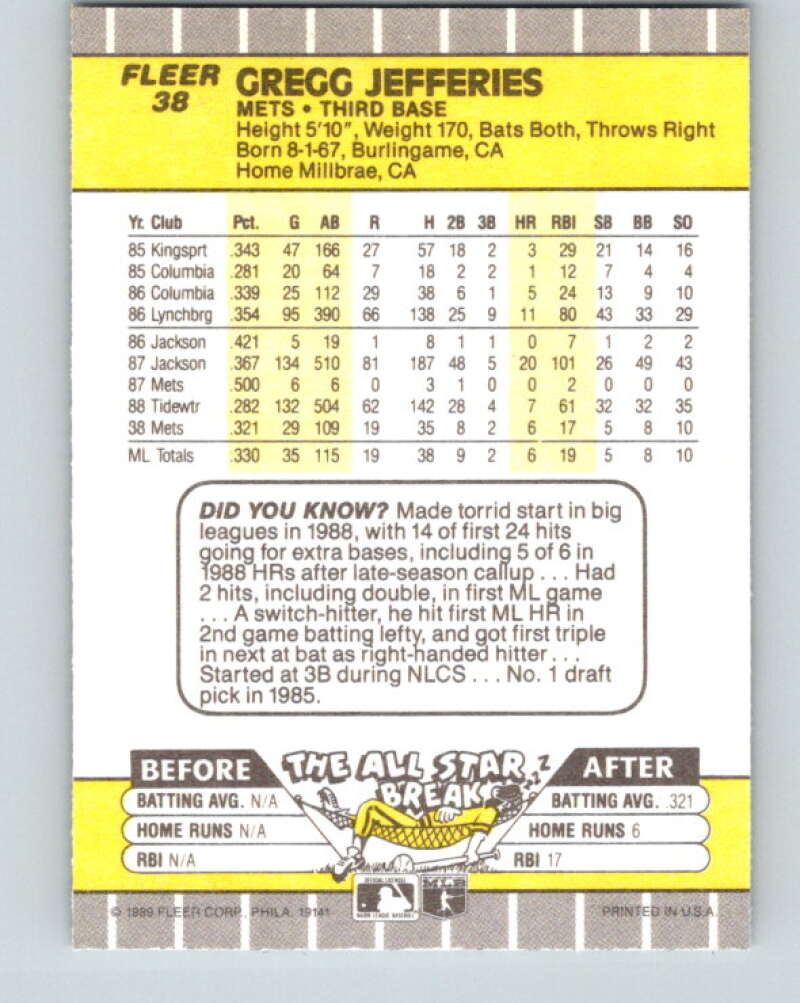 FLEER
38
GREGG JEFFERIES
METS • THIRD BASE
Height 5'10", Weight 170, Bats Both, Throws Right
Born 8-1-67, Burlingame, CA
Home Millbrae, CA
Yr. Club Pct. G AB R H 2B 3B HR RBI SB BB SO
85 Kingsprt .343 47 166 27 57 18 2 3 29 21 14 16
85 Columbia .281 20 64 7 18 2 2 1 12 7 4 4
86 Columbia .339 25 112 29 38 6 1 5 24 13 9 10
86 Lynchbrg .354 95 390 66 138 25 9 11 80 43 33 29
86 Jackson .421 5 19 1 8 1 1 0 7 1 2 2
87 Jackson .367 134 510 81 187 48 5 20 101 26 49 43
87 Mets .500 6 6 0 3 1 0 0 2 0 0 0
88 Tidewtr .282 132 504 62 142 28 4 7 61 32 32 35
38 Mets .321 29 109 19 35 8 2 6 17 5 8 10
ML Totals .330 35 115 19 38 9 2 6 19 5 8 10
DID YOU KNOW? Made torrid start in big
leagues in 1988, with 14 of first 24 hits
going for extra bases, including 5 of 6 in
1988 HRs after late-season callup . . . Had
2 hits, including double, in first ML game
. . . A switch-hitter, he hit first ML HR in
2nd game batting lefty, and got first triple
in next at bat as right-handed hitter . . .
Started at 3B during NLCS . . . No. 1 draft
pick in 1985.
THE ALL STAR
BREAK
Z Z Z
BEFORE
BATTING AVG. N/A
HOME RUNS N/A
RBI N/A
AFTER
BATTING AVG. .321
HOME RUNS 6
RBI 17
© 1989 FLEER CORP., PHILA. 19141
OFFICIAL LICENSEE
MAJOR LEAGUE BASEBALL
MLB
PRINTED IN U.S.A.